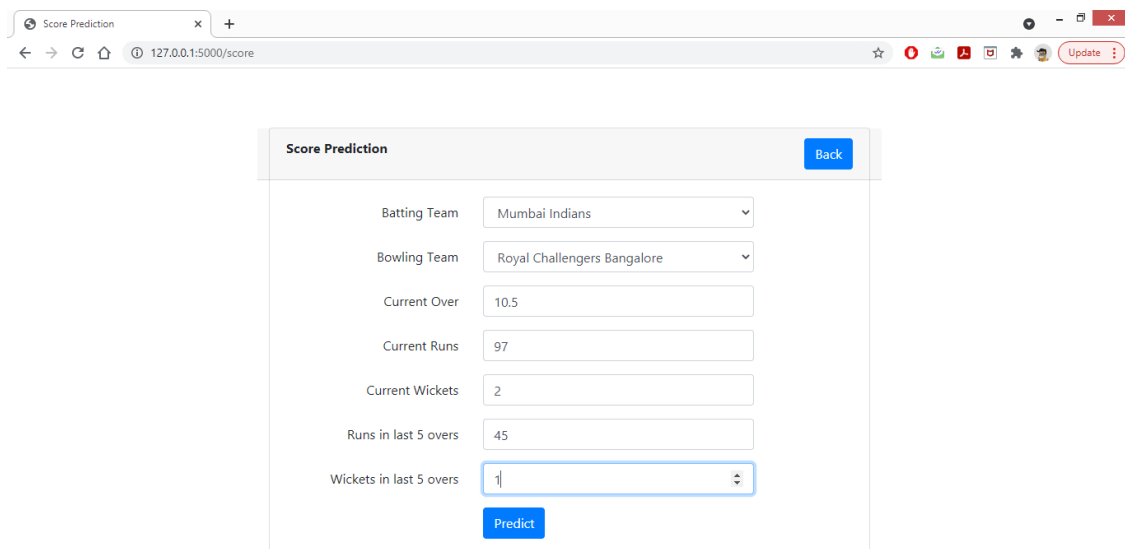 Score Prediction
127.0.0.1:5000/score
Update
Score Prediction
Back
Batting Team Mumbai Indians
Bowling Team Royal Challengers Bangalore
Current Over 10.5
Current Runs 97
Current Wickets 2
Runs in last 5 overs 45
Wickets in last 5 overs 1
Predict